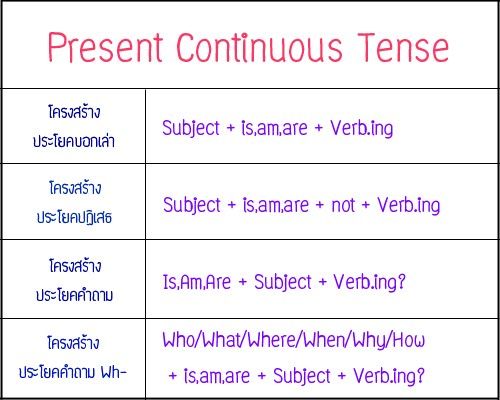 Present Continuous Tense
โครงสร้าง
ประโยคบอกเล่า
Subject + is,am,are + Verb.ing
โครงสร้าง
ประโยคปฏิเสธ
Subject + is,am,are + not + Verb.ing
โครงสร้าง
ประโยคคำถาม
Is,Am,Are + Subject + Verb.ing?
โครงสร้าง
ประโยคคำถาม Wh-
Who/What/Where/When/Why/How
+ is,am,are + Subject + Verb.ing?